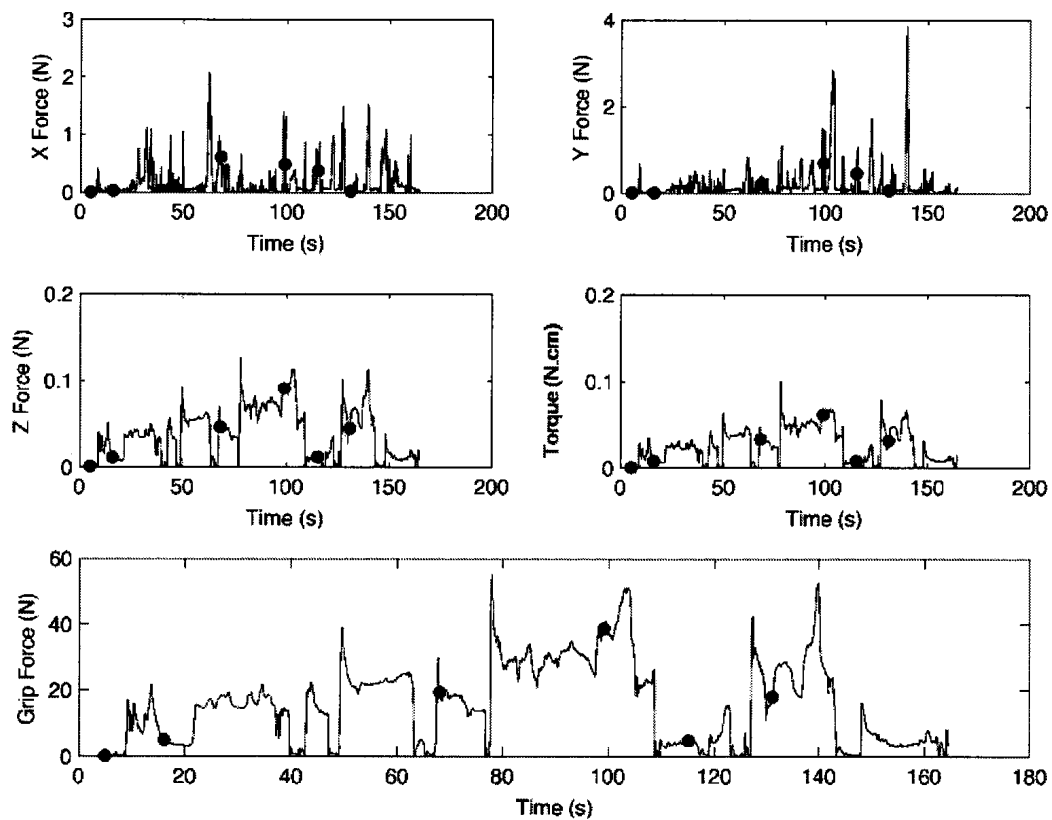 3
2
1
0
X Force (N)
0 50 100 150 200
Time (s)
4
2
0
Y Force (N)
0 50 100 150 200
Time (s)
0.2
0.1
0
Z Force (N)
0 50 100 150 200
Time (s)
0.2
0.1
0
Torque (N.cm)
0 50 100 150 200
Time (s)
60
40
20
0
Grip Force (N)
0 20 40 60 80 100 120 140 160 180
Time (s)